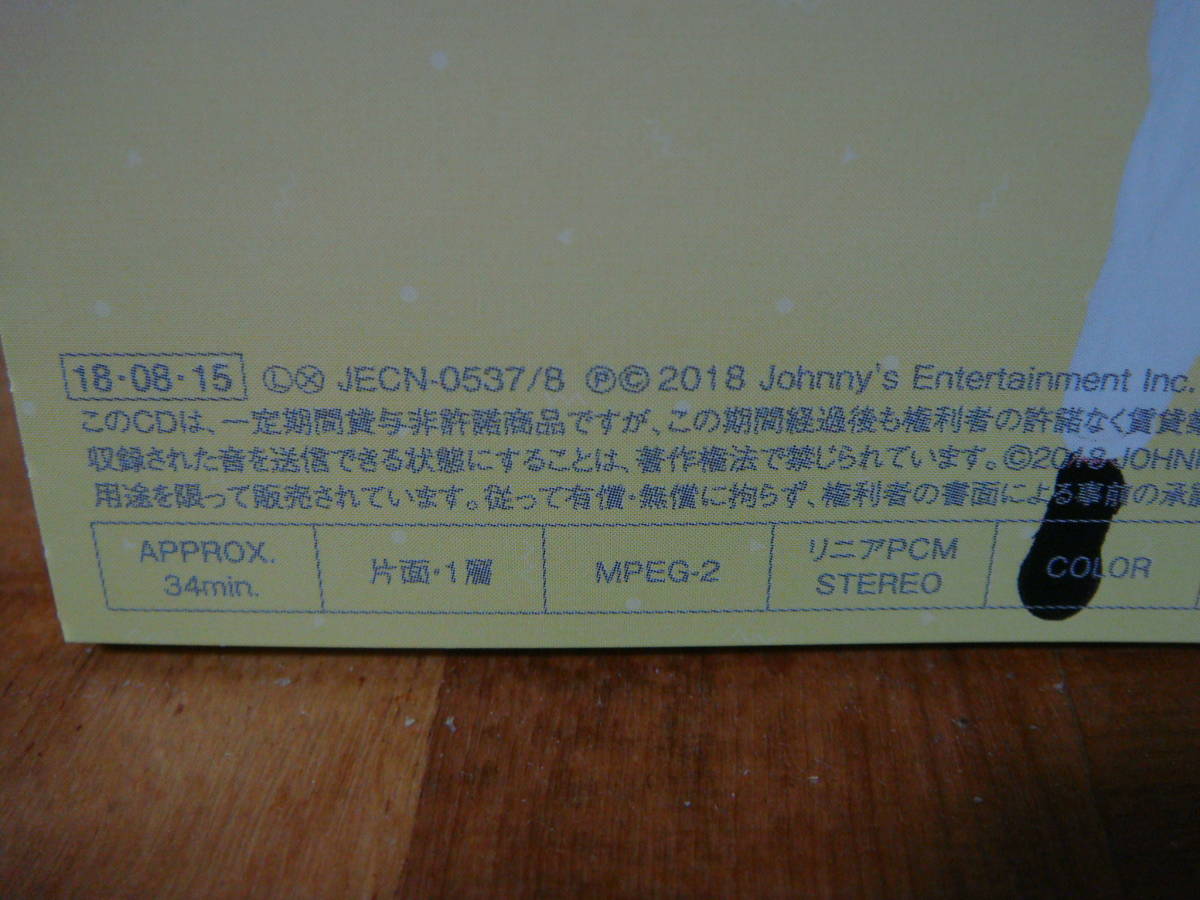 18・08・15 ⓁⓍ JECN-0537/8 Ⓟ©2018 Johnny's Entertainment Inc.
このCDは、一定期間貸与非許諾商品ですが、この期間経過後も権利者の許諾なく賃貸
収録された音を送信できる状態にすることは、著作権法で禁じられています。©2018 JOHN
用途を限って販売されています。従って有償・無償に拘らず、権利者の書面による事前の承
APPROX. 34min.
片面・1層
MPEG-2
リニアPCM STEREO
COLOR